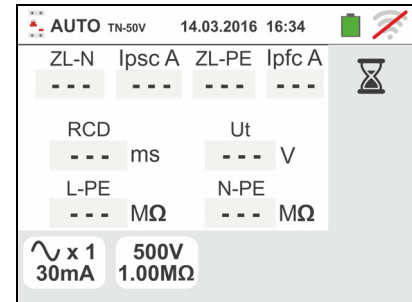 AUTO TN-50V 14.03.2016 16:34
ZL-N Ipsc A ZL-PE Ipfc A
- - - - - - - - - - - -
RCD Ut
- - - ms - - - V
L-PE N-PE
- - - MΩ - - - MΩ
x 1 500V
30mA 1.00MΩ